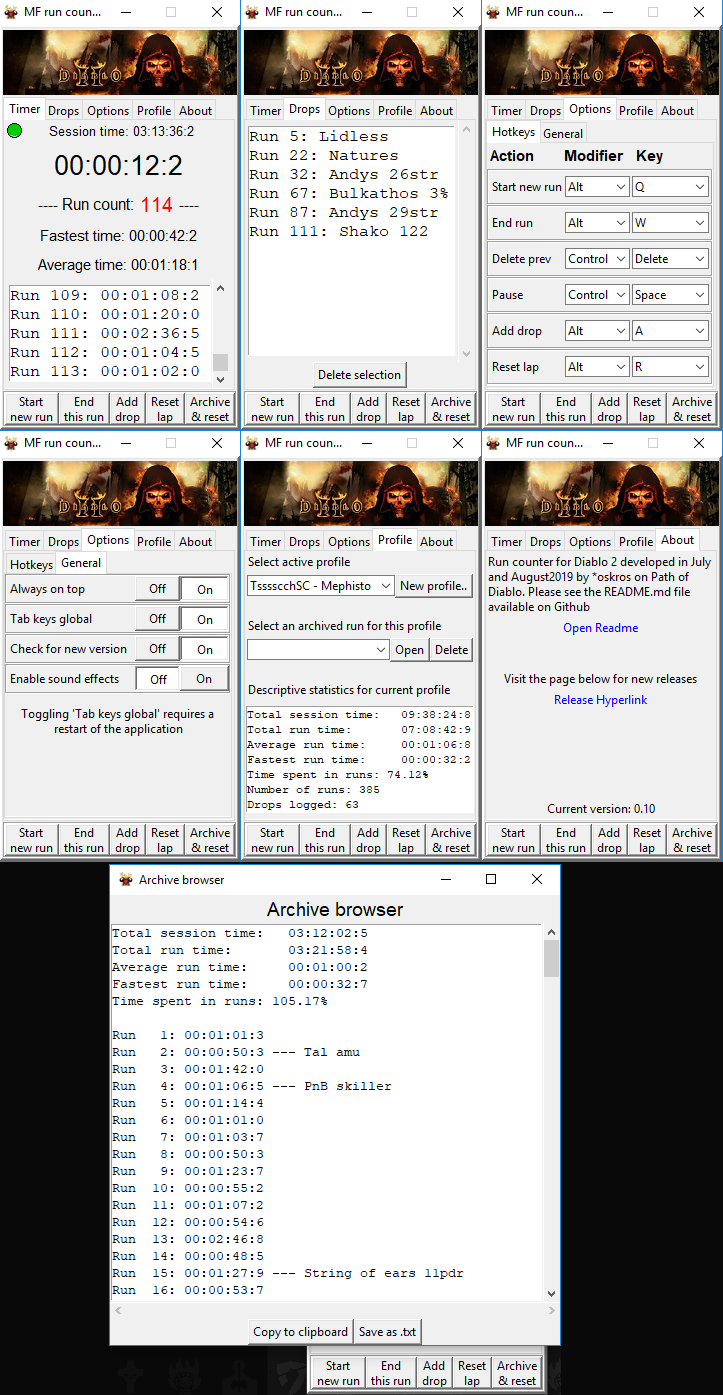 MF run coun...
Diablo II
Timer Drops Options Profile About
Session time: 03:13:36:2
00:00:12:2
---- Run count: 114 ----
Fastest time: 00:00:42:2
Average time: 00:01:18:1
Run 109: 00:01:08:2
Run 110: 00:01:20:0
Run 111: 00:02:36:5
Run 112: 00:01:04:5
Run 113: 00:01:02:0
Start new run End this run Add drop Reset lap Archive & reset
MF run coun...
Diablo II
Timer Drops Options Profile About
Run 5: Lidless
Run 22: Natures
Run 32: Andys 26str
Run 67: Bulkathos 3%
Run 87: Andys 29str
Run 111: Shako 122
Delete selection
Start new run End this run Add drop Reset lap Archive & reset
MF run coun...
Diablo II
Timer Drops Options Profile About
Hotkeys General
Action Modifier Key
Start new run Alt Q
End run Alt W
Delete prev Control Delete
Pause Control Space
Add drop Alt A
Reset lap Alt R
Start new run End this run Add drop Reset lap Archive & reset
MF run coun...
Diablo II
Timer Drops Options Profile About
Hotkeys General
Always on top Off On
Tab keys global Off On
Check for new version Off On
Enable sound effects Off On
Toggling 'Tab keys global' requires a
restart of the application
Start new run End this run Add drop Reset lap Archive & reset
MF run coun...
Diablo II
Timer Drops Options Profile About
Select active profile
TsssscchSC - Mephisto New profile..
Select an archived run for this profile
Open Delete
Descriptive statistics for current profile
Total session time: 09:38:24:8
Total run time: 07:08:42:9
Average run time: 00:01:06:8
Fastest run time: 00:00:32:2
Time spent in runs: 74.12%
Number of runs: 385
Drops logged: 63
Start new run End this run Add drop Reset lap Archive & reset
MF run coun...
Diablo II
Timer Drops Options Profile About
Run counter for Diablo 2 developed in July
and August2019 by *oskros on Path of
Diablo. Please see the README.md file
available on Github
Open Readme
Visit the page below for new releases
Release Hyperlink
Current version: 0.10
Start new run End this run Add drop Reset lap Archive & reset
Archive browser
Archive browser
Total session time: 03:12:02:5
Total run time: 03:21:58:4
Average run time: 00:01:00:2
Fastest run time: 00:00:32:7
Time spent in runs: 105.17%
Run 1: 00:01:01:3
Run 2: 00:00:50:3 --- Tal amu
Run 3: 00:01:42:0
Run 4: 00:01:06:5 --- PnB skiller
Run 5: 00:01:14:4
Run 6: 00:01:01:0
Run 7: 00:01:03:7
Run 8: 00:00:50:3
Run 9: 00:01:23:7
Run 10: 00:00:55:2
Run 11: 00:01:07:2
Run 12: 00:00:54:6
Run 13: 00:02:46:8
Run 14: 00:00:48:5
Run 15: 00:01:27:9 --- String of ears 11pdr
Run 16: 00:00:53:7
Copy to clipboard Save as .txt
Start new run End this run Add drop Reset lap Archive & reset